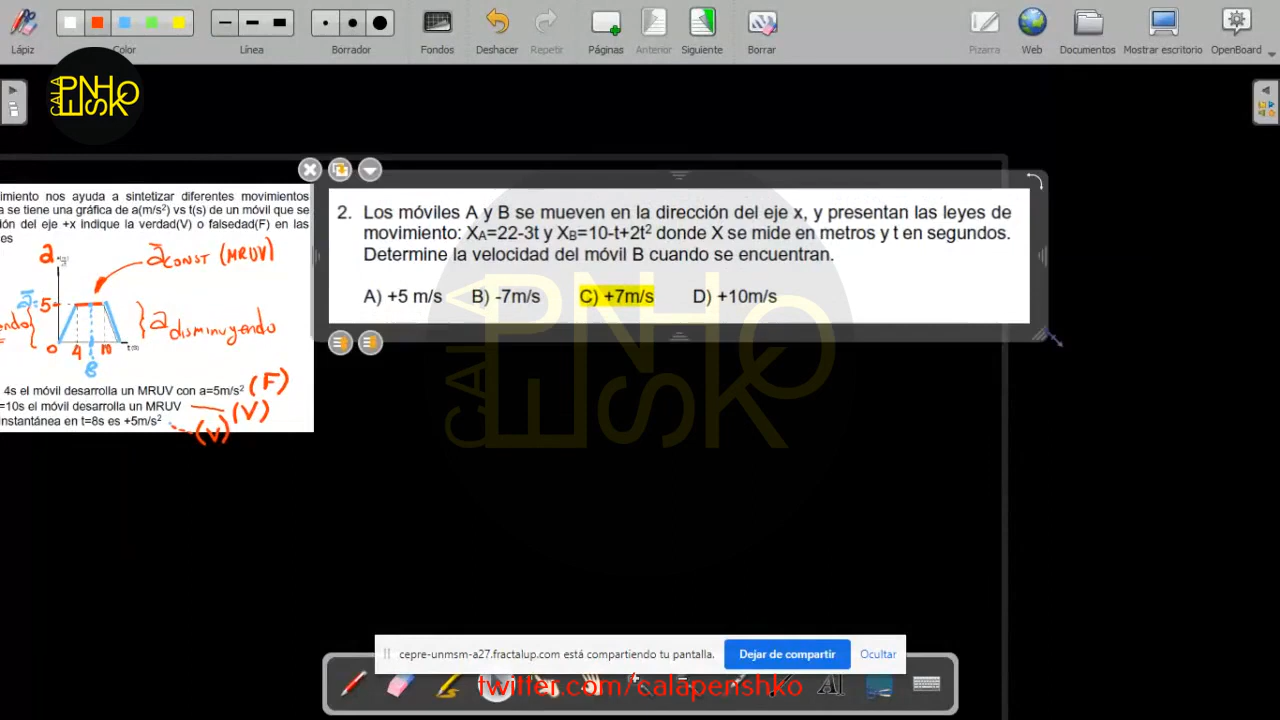 Lápiz
Color
Línea
Borrador
Fondos
Deshacer
Repetir
Páginas
Anterior
Siguiente
Borrar
Pizarra
Web
Documentos
Mostrar escritorio
OpenBoard
CALA
PENHSKO
imiento nos ayuda a sintetizar diferentes movimientos
a se tiene una gráfica de a(m/s²) vs t(s) de un móvil que se
ión del eje +x indique la verdad(V) o falsedad(F) en las
es
a
a CONST (MRUV)
5
a disminuyendo
0 4 10 t(s)
8
4s el móvil desarrolla un MRUV con a=5m/s² (F)
=10s el móvil desarrolla un MRUV (V)
instantánea en t=8s es +5m/s² (V)
2. Los móviles A y B se mueven en la dirección del eje x, y presentan las leyes de
movimiento: XA=22-3t y XB=10-t+2t² donde X se mide en metros y t en segundos.
Determine la velocidad del móvil B cuando se encuentran.
A) +5 m/s B) -7m/s C) +7m/s D) +10m/s
cepre-unmsm-a27.fractalup.com está compartiendo tu pantalla.
Dejar de compartir
Ocultar
twitter.com/calapenshko